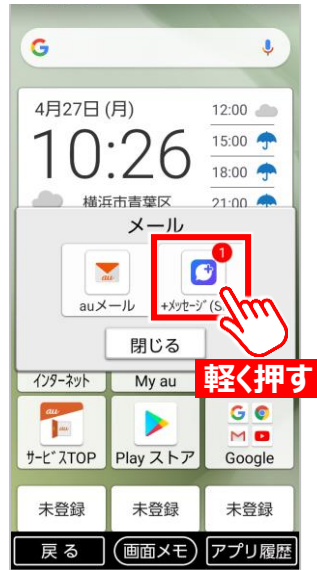 4月27日 (月)
12:00
10:26
15:00
18:00
横浜市青葉区
21:00
メール
1
au
auメール
+メッセージ(S
閉じる
軽く押す
インターネット
My au
au
サービスTOP
Play ストア
Google
未登録
未登録
未登録
戻る
画面メモ
アプリ履歴